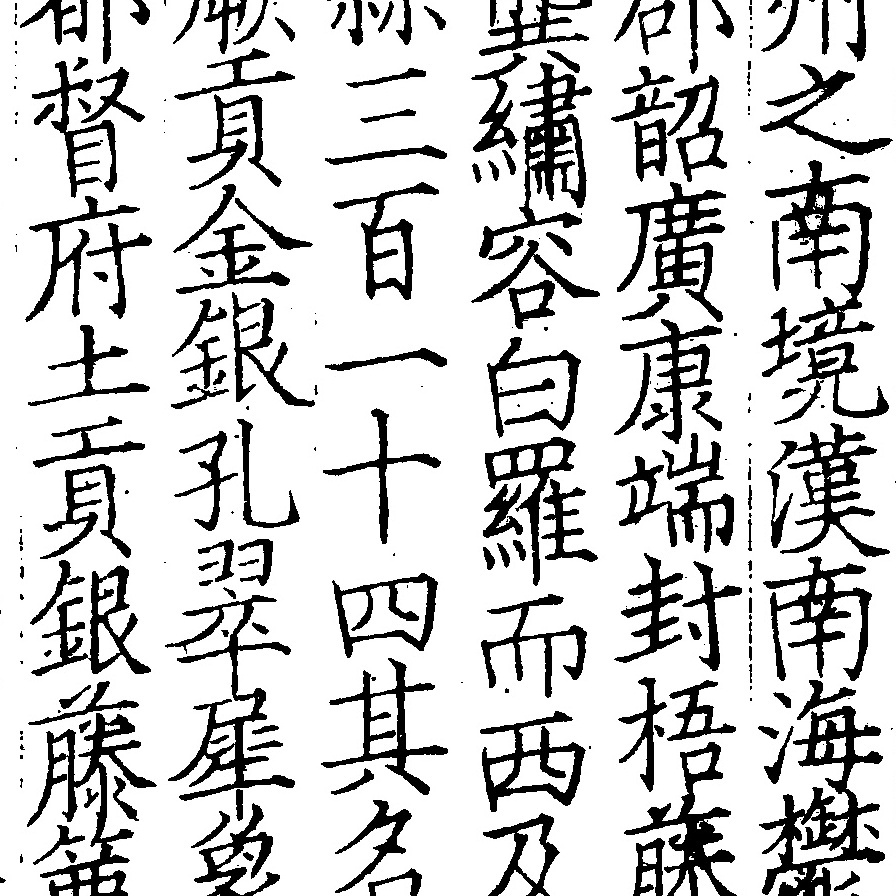 州之南境漢南海鬱
郡韶廣康端封梧藤
龔繡容白羅而西及
縣三百一十四其名
厥貢金銀孔翠犀象
都督府土貢銀藤簟